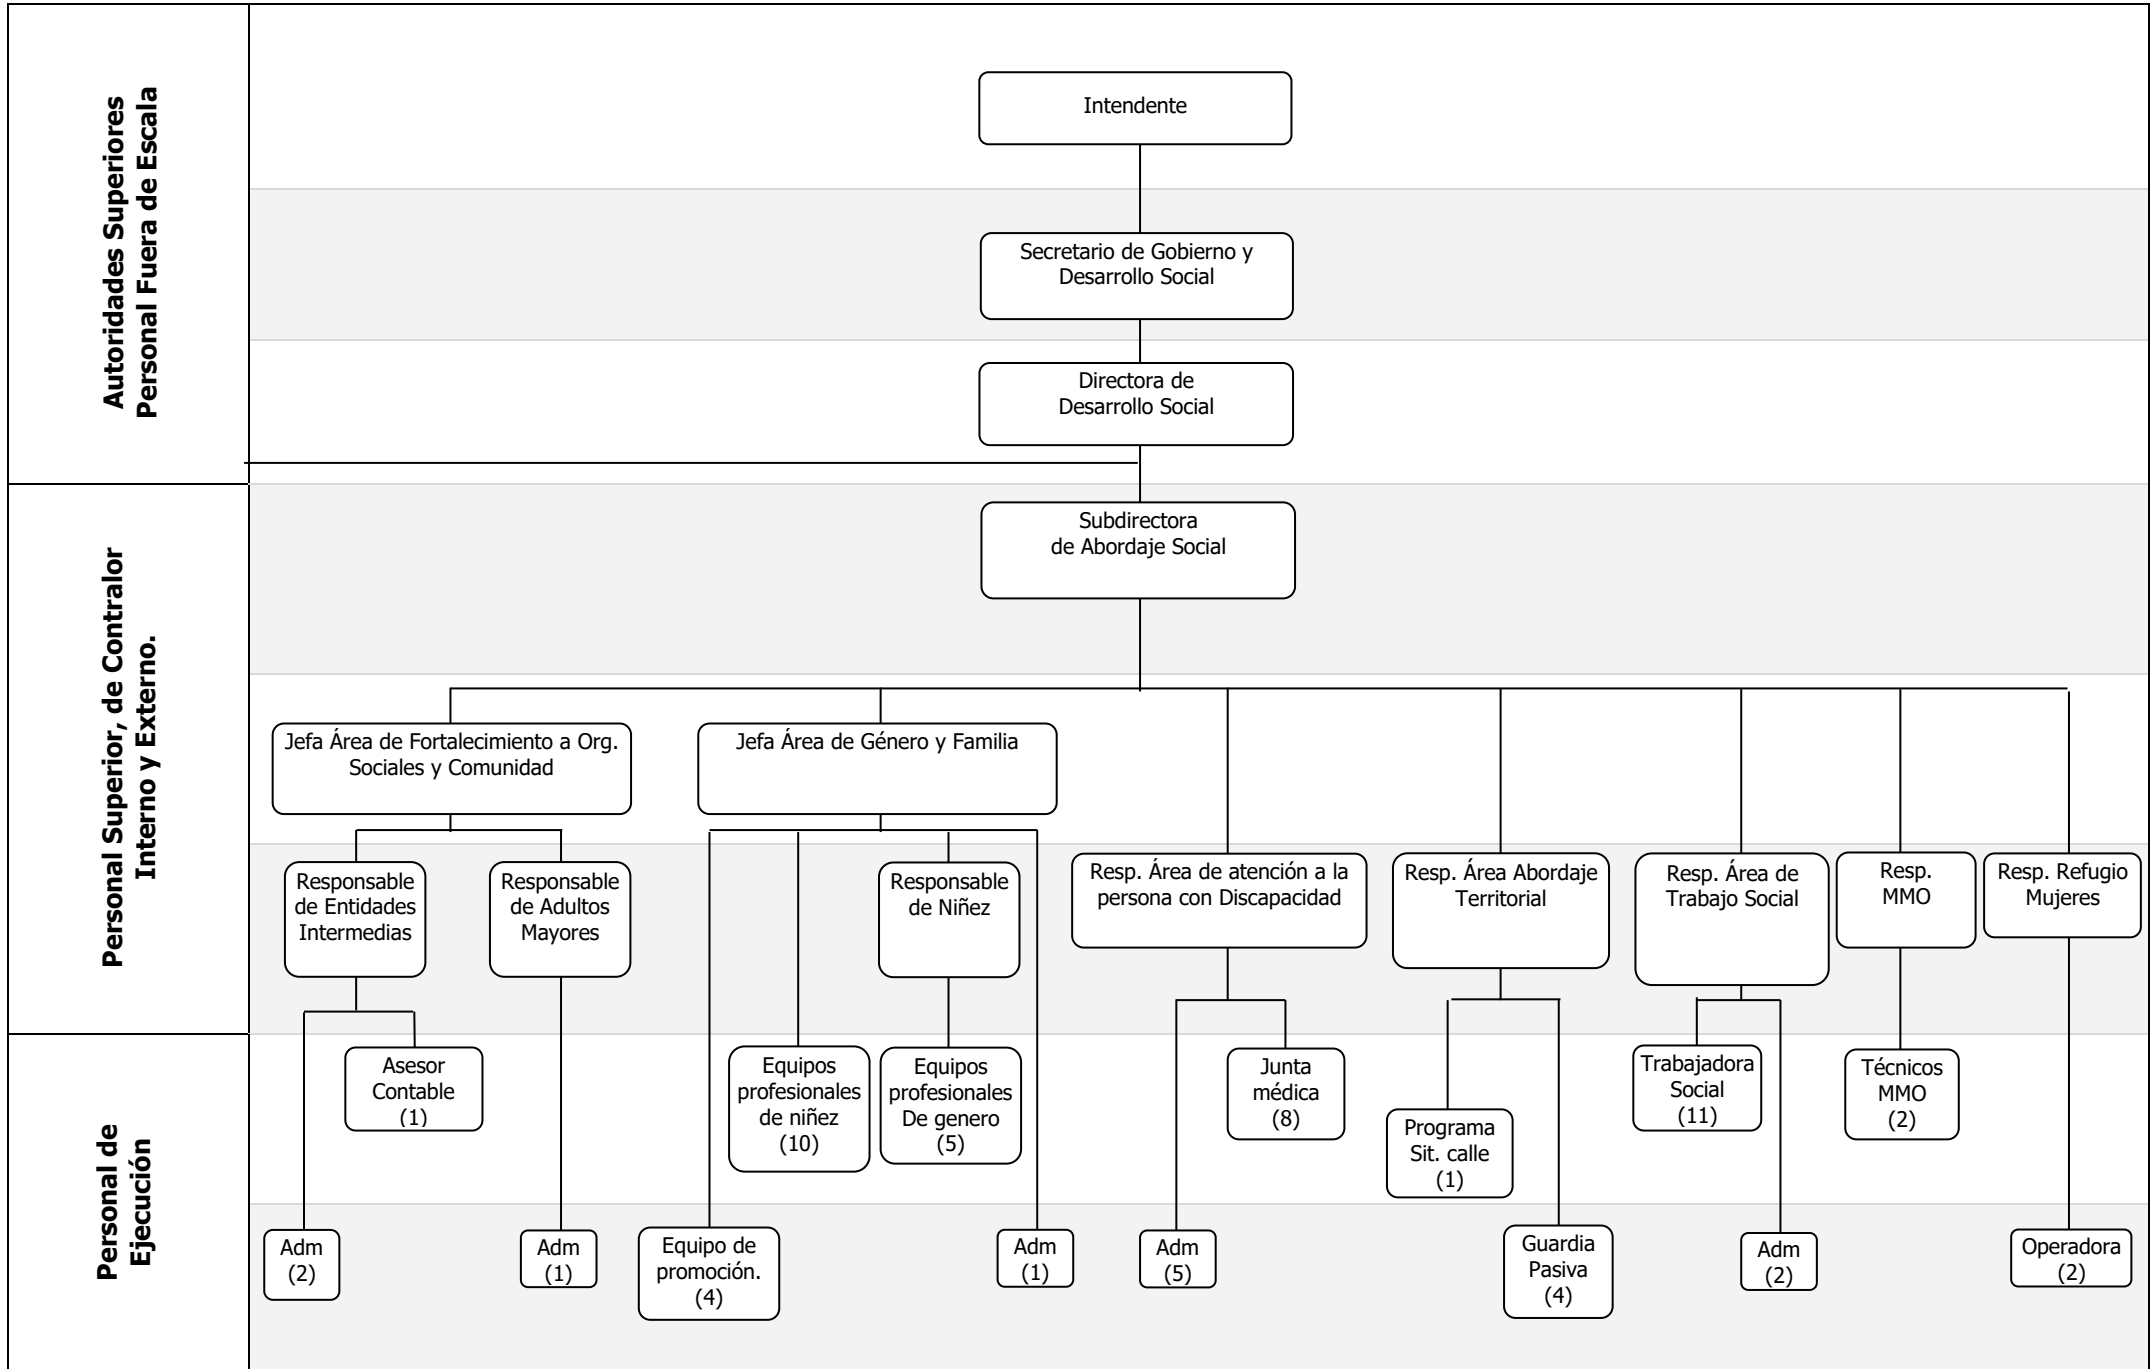 Autoridades Superiores
Personal Fuera de Escala
Intendente
Secretario de Gobierno y
Desarrollo Social
Directora de
Desarrollo Social
Personal Superior, de Contralor
Interno y Externo.
Subdirectora
de Abordaje Social
Jefa Área de Fortalecimiento a Org.
Sociales y Comunidad
Jefa Área de Género y Familia
Responsable
de Entidades
Intermedias
Responsable
de Adultos
Mayores
Responsable
de Niñez
Resp. Área de atención a la
persona con Discapacidad
Resp. Área Abordaje
Territorial
Resp. Área de
Trabajo Social
Resp.
MMO
Resp. Refugio
Mujeres
Personal de
Ejecución
Asesor
Contable
(1)
Equipos
profesionales
de niñez
(10)
Equipos
profesionales
De genero
(5)
Junta
médica
(8)
Programa
Sit. calle
(1)
Trabajadora
Social
(11)
Técnicos
MMO
(2)
Adm
(2)
Adm
(1)
Equipo de
promoción.
(4)
Adm
(1)
Adm
(5)
Guardia
Pasiva
(4)
Adm
(2)
Operadora
(2)